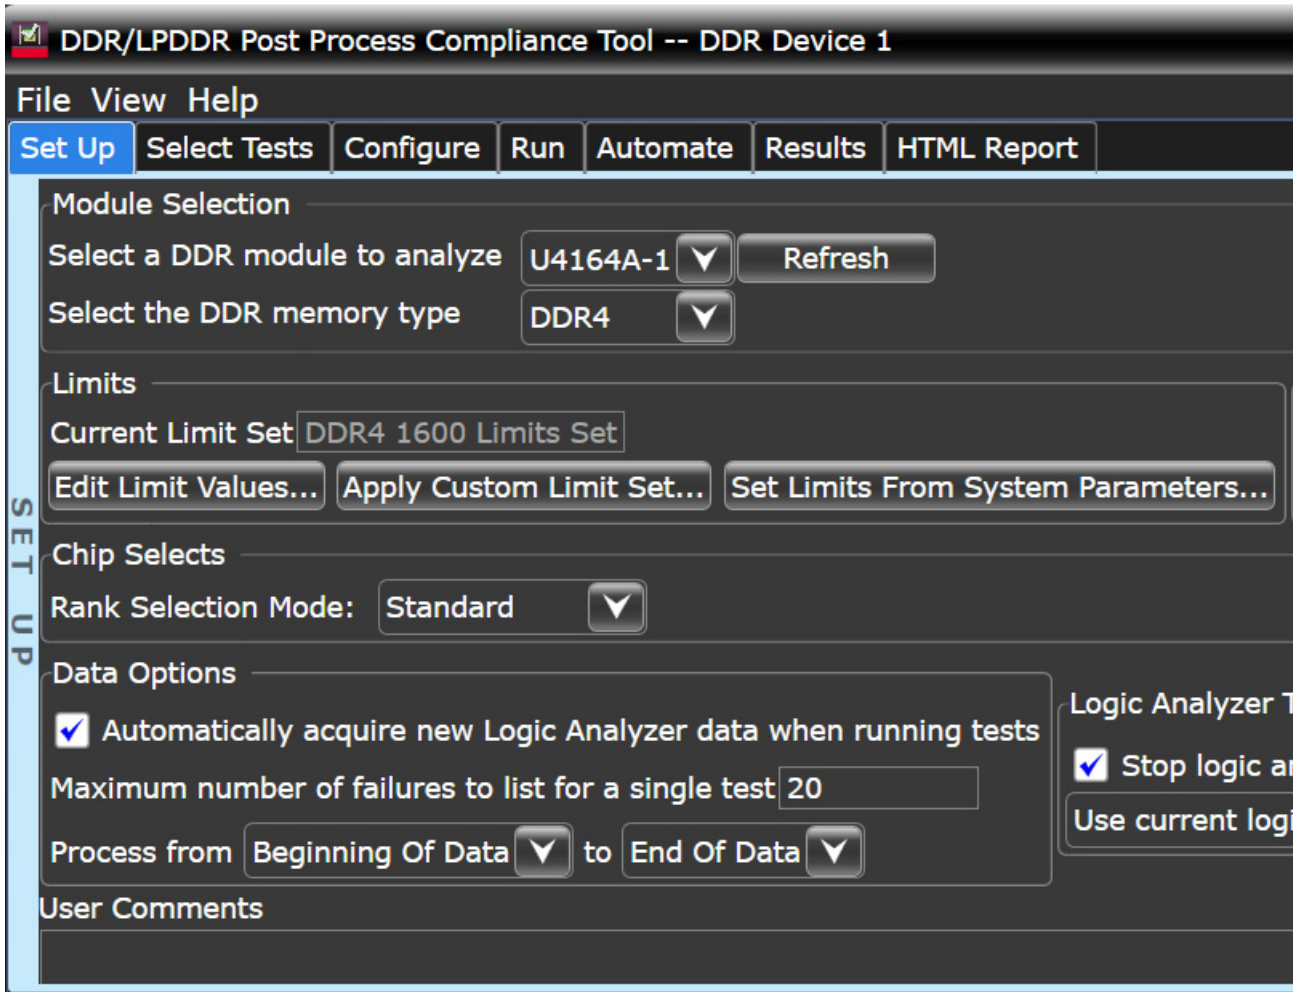 DDR/LPDDR Post Process Compliance Tool -- DDR Device 1
File View Help
Set Up Select Tests Configure Run Automate Results HTML Report
Module Selection
Select a DDR module to analyze U4164A-1 Refresh
Select the DDR memory type DDR4
Limits
Current Limit Set DDR4 1600 Limits Set
Edit Limit Values... Apply Custom Limit Set... Set Limits From System Parameters...
SET UP
Chip Selects
Rank Selection Mode: Standard
Data Options
Automatically acquire new Logic Analyzer data when running tests
Maximum number of failures to list for a single test 20
Process from Beginning Of Data to End Of Data
Logic Analyzer
Stop logic
Use current
User Comments